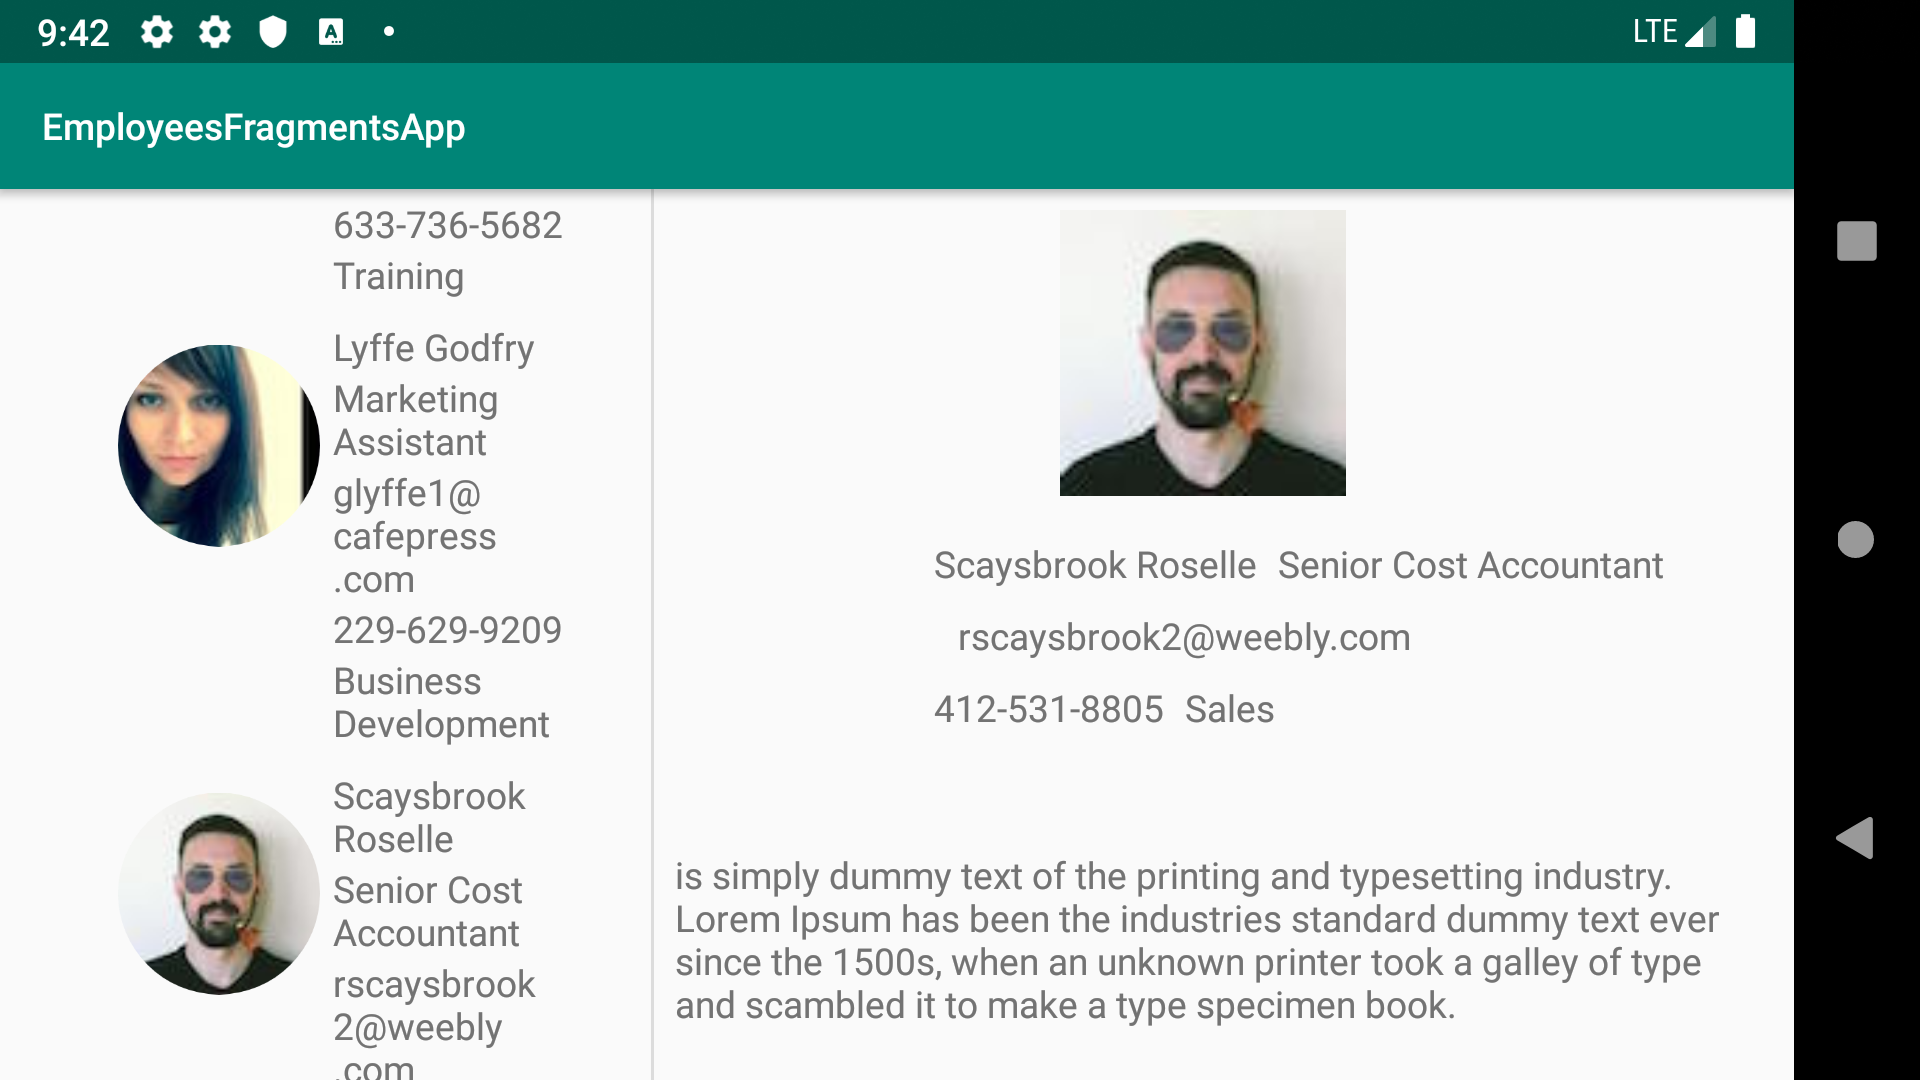 9:42
LTE
EmployeesFragmentsApp
633-736-5682
Training
Lyffe Godfry
Marketing
Assistant
glyffe1@
cafepress
.com
229-629-9209
Business
Development
Scaysbrook
Roselle
Senior Cost
Accountant
rscaysbrook
2@weebly
.com
Scaysbrook Roselle Senior Cost Accountant
rscaysbrook2@weebly.com
412-531-8805 Sales
is simply dummy text of the printing and typesetting industry.
Lorem Ipsum has been the industries standard dummy text ever
since the 1500s, when an unknown printer took a galley of type
and scambled it to make a type specimen book.